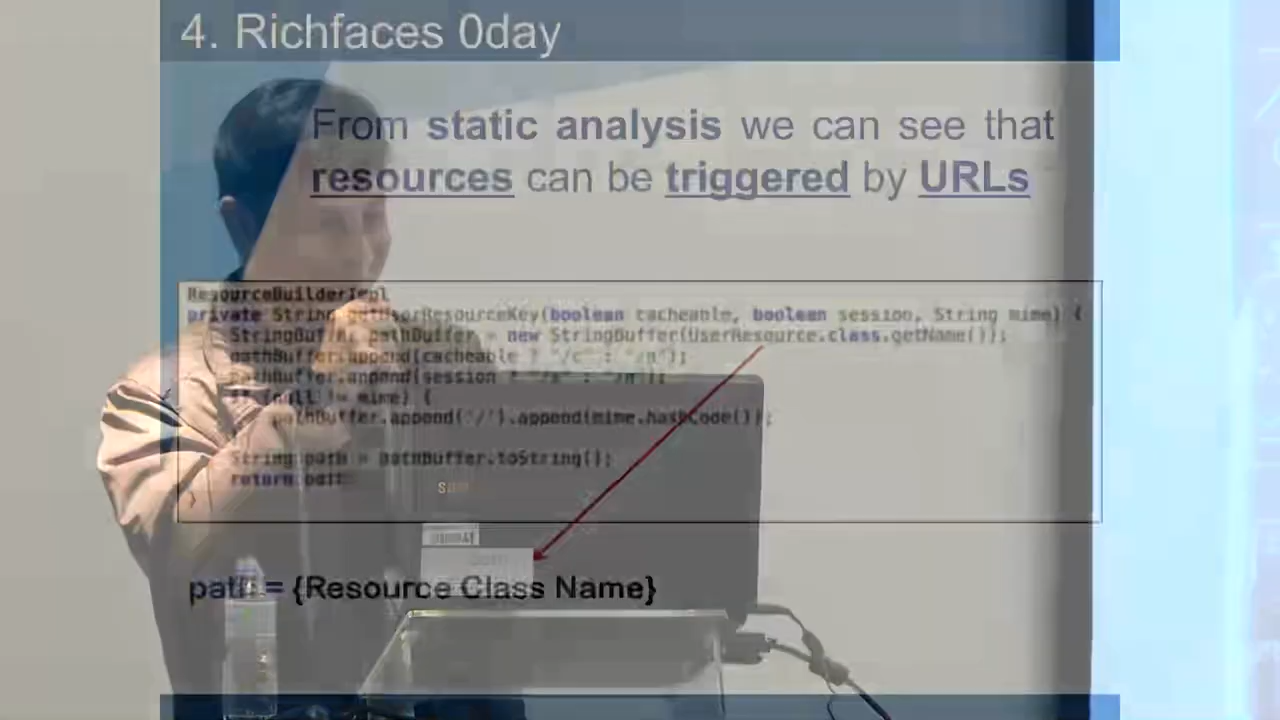 4. Richfaces 0day
From static analysis we can see that
resources can be triggered by URLs
ResourceBuilderImpl
private String getUserResourceKey(boolean cacheable, boolean session, String mime) {
StringBuffer pathBuffer = new StringBuffer(UserResource.class.getName());
pathBuffer.append(cacheable ? "/c" : "/n");
pathBuffer.append(session ? "/s" : "/n");
if (null != mime) {
pathBuffer.append('/').append(mime.hashCode());
String path = pathBuffer.toString();
return path
}
path = {Resource Class Name}